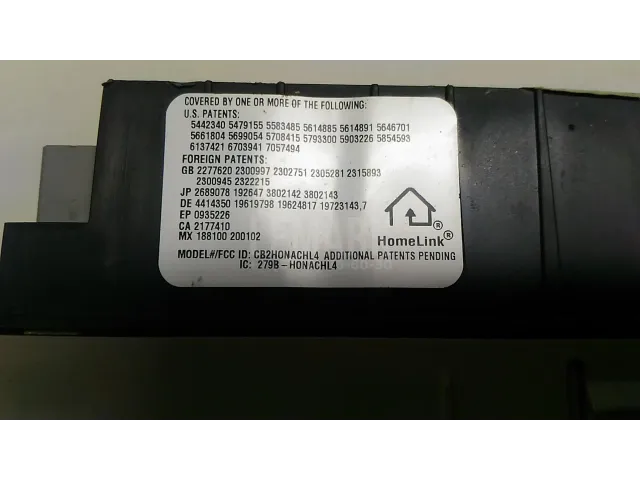 COVERED BY ONE OR MORE OF THE FOLLOWING:
U.S. PATENTS:
5442340 5479155 5583485 5614885 5614891 5646701
5661804 5699054 5708415 5793300 5903226 5854593
6137421 6703941 7057494
FOREIGN PATENTS:
GB 2277620 2300997 2302751 2305281 2315893
2300945 2322215
JP 2689078 192647 3802142 3802143
DE 4414350 19619798 19624817 19723143,7
EP 0935226
CA 2177410
MX 188100 200102
®
HomeLink®
MODEL#/FCC ID: CB2HONACHL4 ADDITIONAL PATENTS PENDING
IC: 279B-HONACHL4